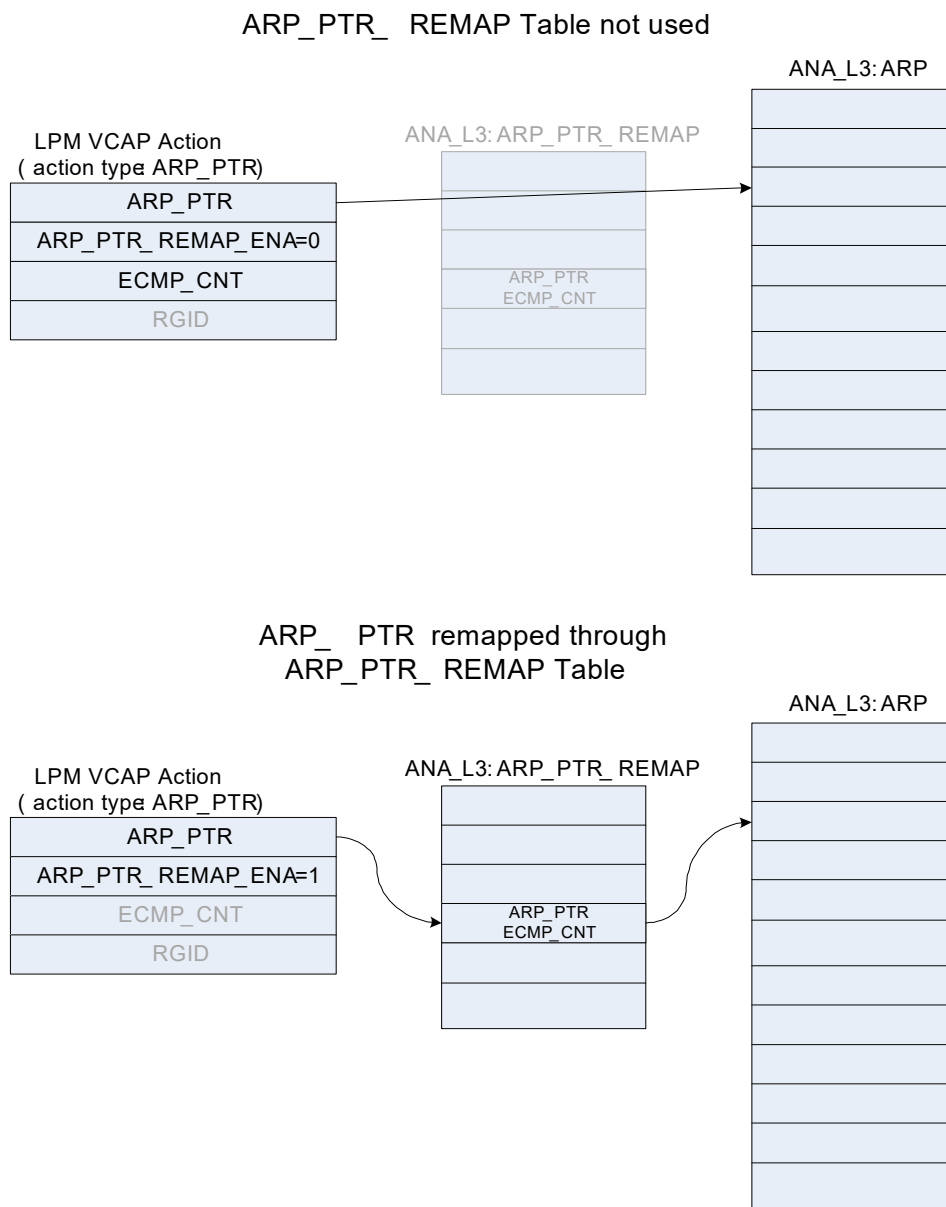 ARP_PTR_ REMAP Table not used
ANA_L3: ARP
LPM VCAP Action
( action type: ARP_PTR)
ARP_PTR
ARP_PTR_ REMAP_ENA=0
ECMP_CNT
RGID
ANA_L3: ARP_PTR_ REMAP
ARP_PTR
ECMP_CNT
ARP_ PTR remapped through
ARP_PTR_ REMAP Table
ANA_L3: ARP
LPM VCAP Action
( action type: ARP_PTR)
ARP_PTR
ARP_PTR_ REMAP_ENA=1
ECMP_CNT
RGID
ANA_L3: ARP_PTR_ REMAP
ARP_PTR
ECMP_CNT